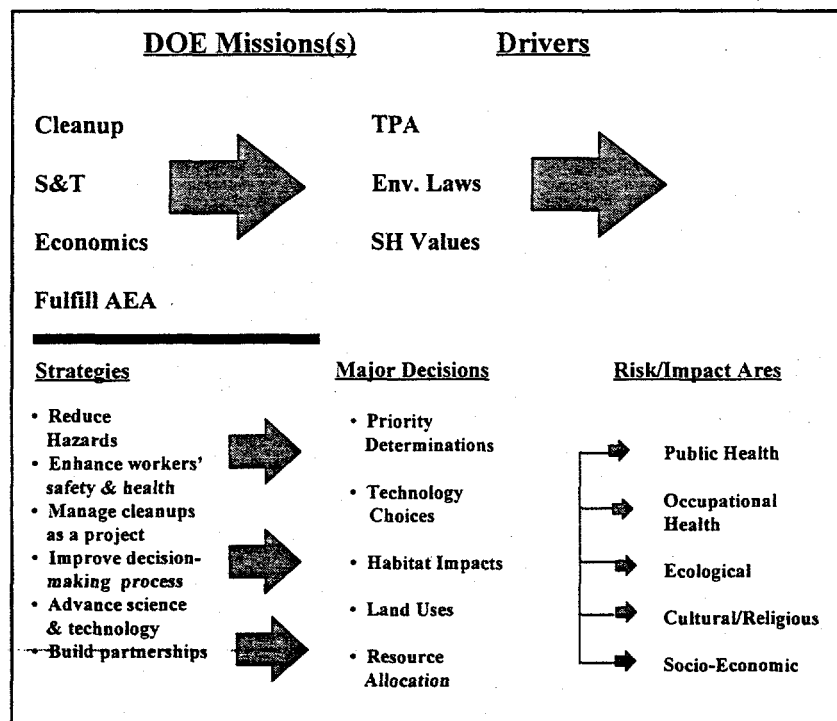 DOE Missions(s)
Drivers
Cleanup
S&T
Economics
Fulfill AEA
TPA
Env. Laws
SH Values
Strategies
• Reduce
Hazards
• Enhance workers'
safety & health
• Manage cleanups
as a project
• Improve decision-
making process
• Advance science
& technology
• Build partnerships
Major Decisions
• Priority
Determinations
• Technology
Choices
• Habitat Impacts
• Land Uses
• Resource
Allocation
Risk/Impact Ares
Public Health
Occupational
Health
Ecological
Cultural/Religious
Socio-Economic